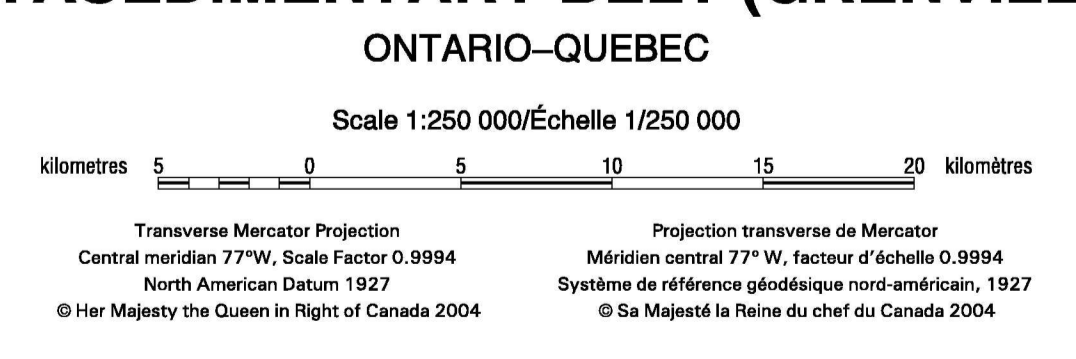 ONTARIO–QUEBEC
Scale 1:250 000/Échelle 1/250 000
kilometres 5 0 5 10 15 20 kilomètres
Transverse Mercator Projection
Central meridian 77°W, Scale Factor 0.9994
North American Datum 1927
© Her Majesty the Queen in Right of Canada 2004
Projection transverse de Mercator
Méridien central 77° W, facteur d'échelle 0.9994
Système de référence géodésique nord-américain, 1927
© Sa Majesté la Reine du chef du Canada 2004